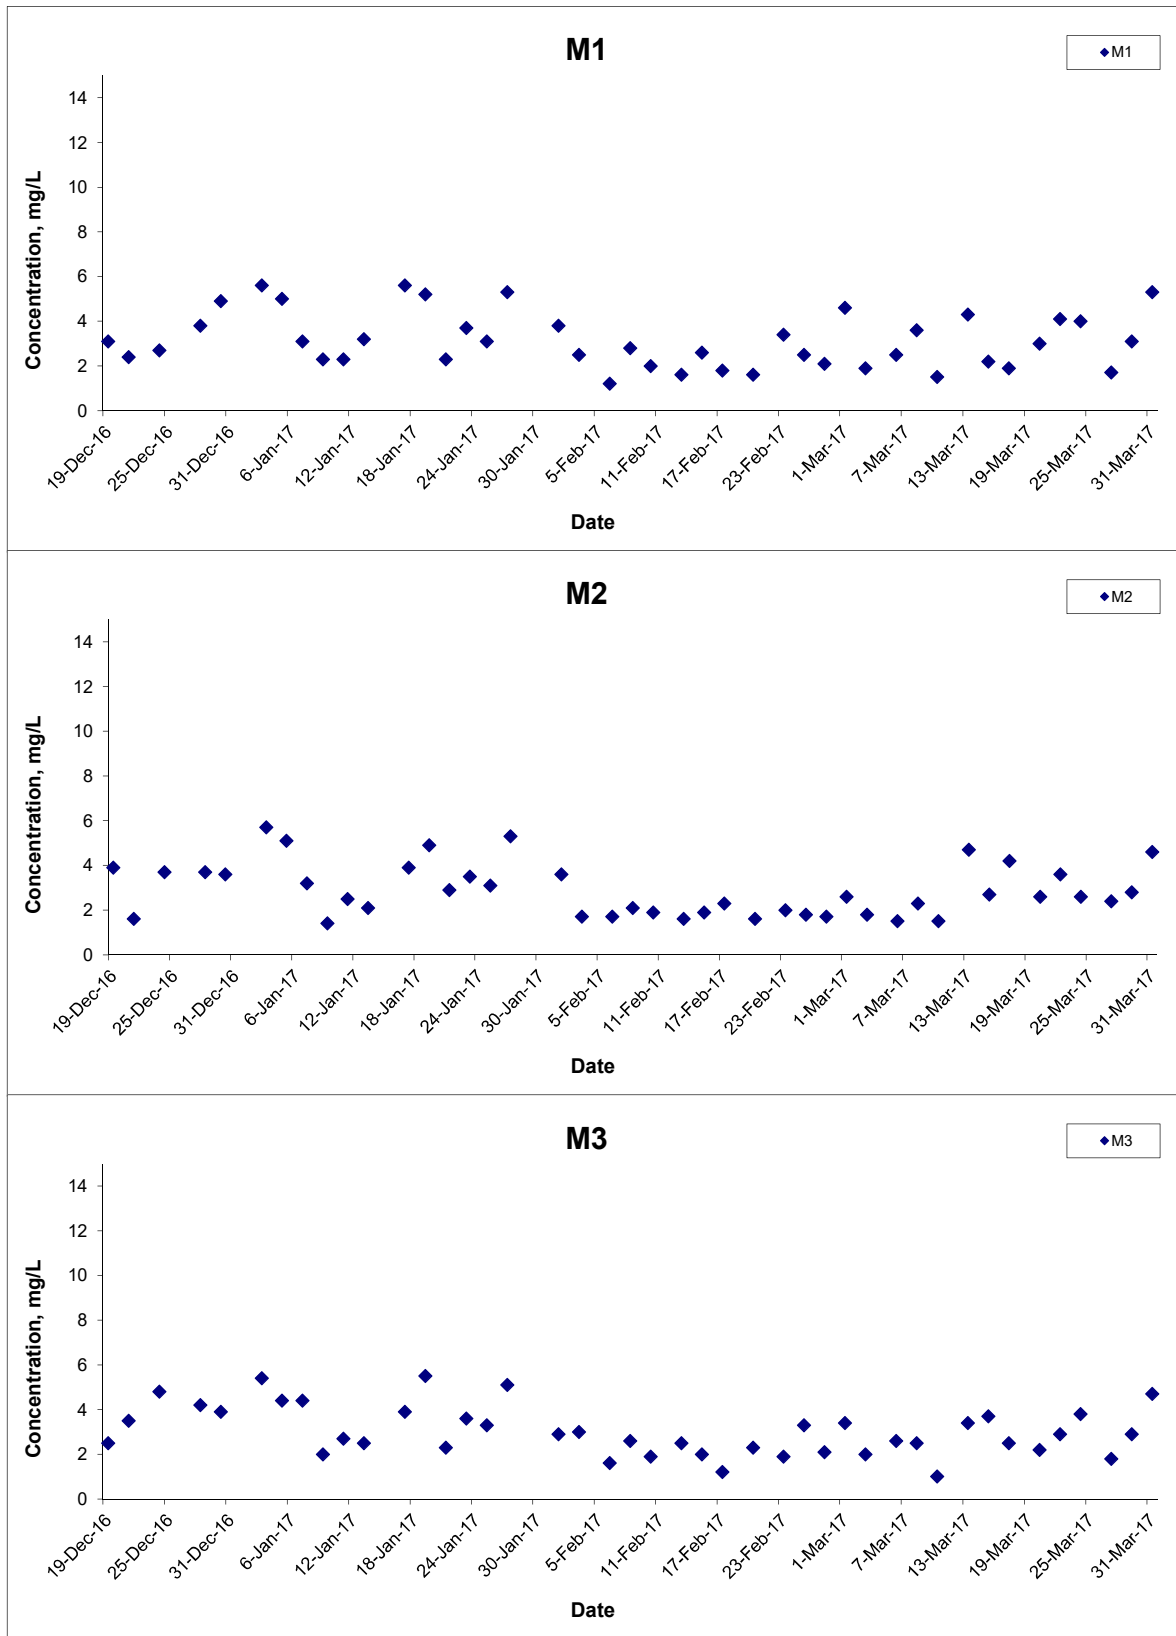 M1
M1
14
12
10
8
6
4
2
0
Concentration, mg/L
19-Dec-16 25-Dec-16 31-Dec-16 6-Jan-17 12-Jan-17 18-Jan-17 24-Jan-17 30-Jan-17 5-Feb-17 11-Feb-17 17-Feb-17 23-Feb-17 1-Mar-17 7-Mar-17 13-Mar-17 19-Mar-17 25-Mar-17 31-Mar-17
Date
M2
M2
14
12
10
8
6
4
2
0
Concentration, mg/L
19-Dec-16 25-Dec-16 31-Dec-16 6-Jan-17 12-Jan-17 18-Jan-17 24-Jan-17 30-Jan-17 5-Feb-17 11-Feb-17 17-Feb-17 23-Feb-17 1-Mar-17 7-Mar-17 13-Mar-17 19-Mar-17 25-Mar-17 31-Mar-17
Date
M3
M3
14
12
10
8
6
4
2
0
Concentration, mg/L
19-Dec-16 25-Dec-16 31-Dec-16 6-Jan-17 12-Jan-17 18-Jan-17 24-Jan-17 30-Jan-17 5-Feb-17 11-Feb-17 17-Feb-17 23-Feb-17 1-Mar-17 7-Mar-17 13-Mar-17 19-Mar-17 25-Mar-17 31-Mar-17
Date